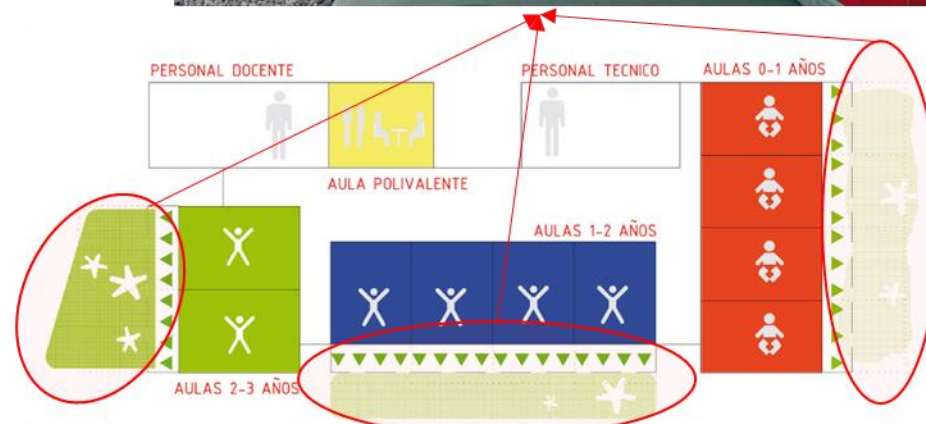 PERSONAL DOCENTE
PERSONAL TECNICO
AULAS 0-1 AÑOS
AULA POLIVALENTE
AULAS 1-2 AÑOS
AULAS 2-3 AÑOS